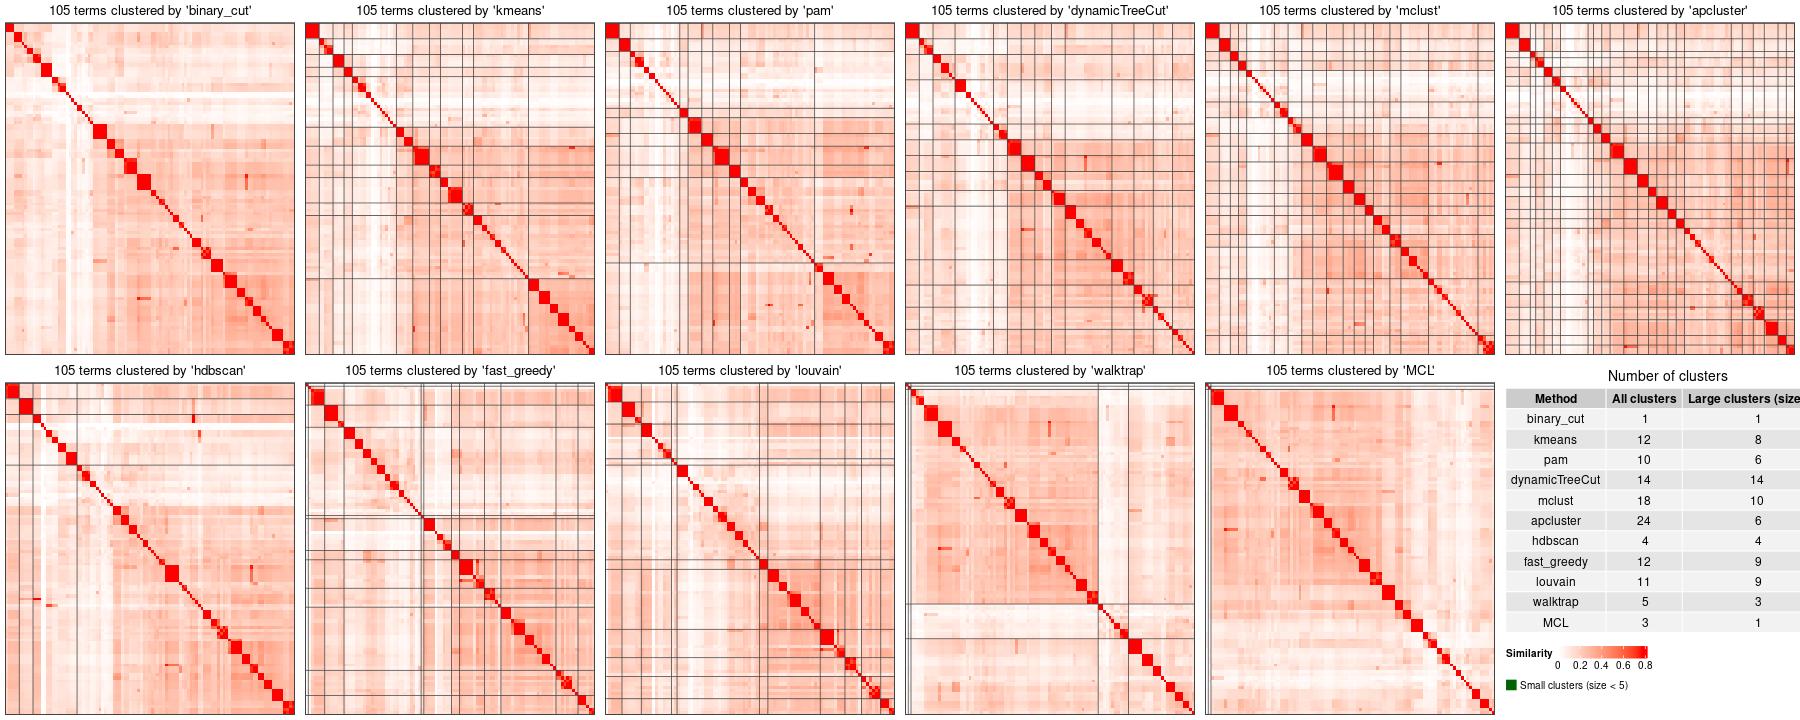 105 terms clustered by 'binary_cut'
105 terms clustered by 'kmeans'
105 terms clustered by 'pam'
105 terms clustered by 'dynamicTreeCut'
105 terms clustered by 'mclust'
105 terms clustered by 'apcluster'
105 terms clustered by 'hdbscan'
105 terms clustered by 'fast_greedy'
105 terms clustered by 'louvain'
105 terms clustered by 'walktrap'
105 terms clustered by 'MCL'
Number of clusters
Method All clusters Large clusters (size
binary_cut 1 1
kmeans 12 8
pam 10 6
dynamicTreeCut 14 14
mclust 18 10
apcluster 24 6
hdbscan 4 4
fast_greedy 12 9
louvain 11 9
walktrap 5 3
MCL 3 1
Similarity
0 0.2 0.4 0.6 0.8
Small clusters (size < 5)